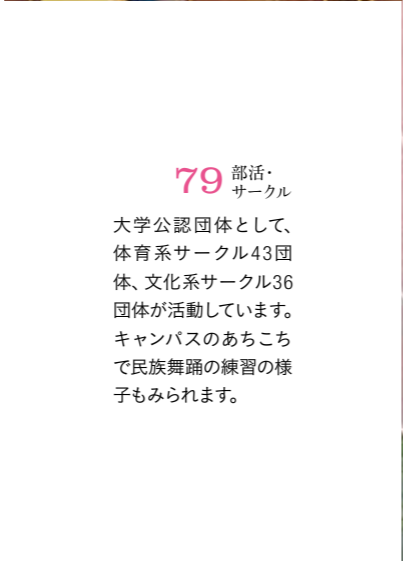 79 部活・
サークル
大学公認団体として、
体育系サークル43団
体、文化系サークル36
団体が活動しています。
キャンパスのあちこち
で民族舞踊の練習の様
子もみられます。